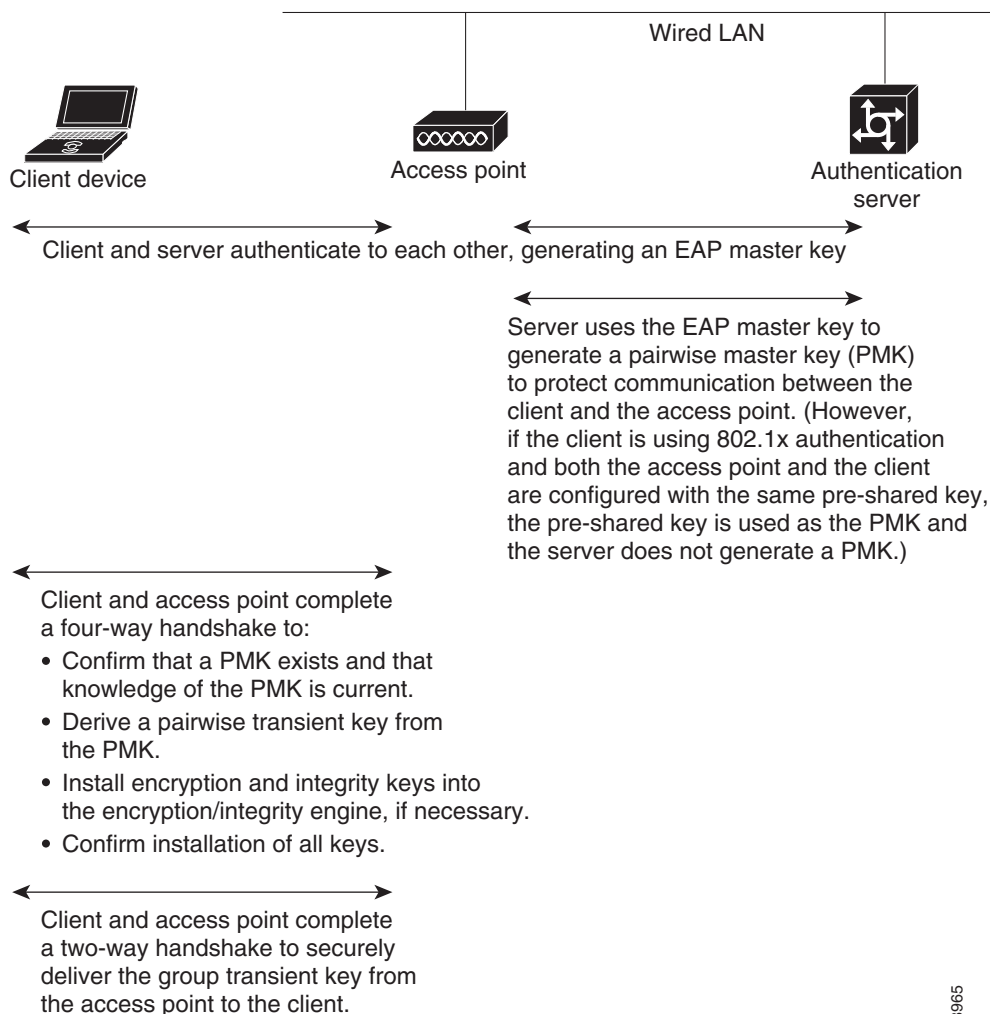 Wired LAN
Client device
Access point
Authentication
server
Client and server authenticate to each other, generating an EAP master key
Server uses the EAP master key to
generate a pairwise master key (PMK)
to protect communication between the
client and the access point. (However,
if the client is using 802.1x authentication
and both the access point and the client
are configured with the same pre-shared key,
the pre-shared key is used as the PMK and
the server does not generate a PMK.)
Client and access point complete
a four-way handshake to:
• Confirm that a PMK exists and that
knowledge of the PMK is current.
• Derive a pairwise transient key from
the PMK.
• Install encryption and integrity keys into
the encryption/integrity engine, if necessary.
• Confirm installation of all keys.
Client and access point complete
a two-way handshake to securely
deliver the group transient key from
the access point to the client.